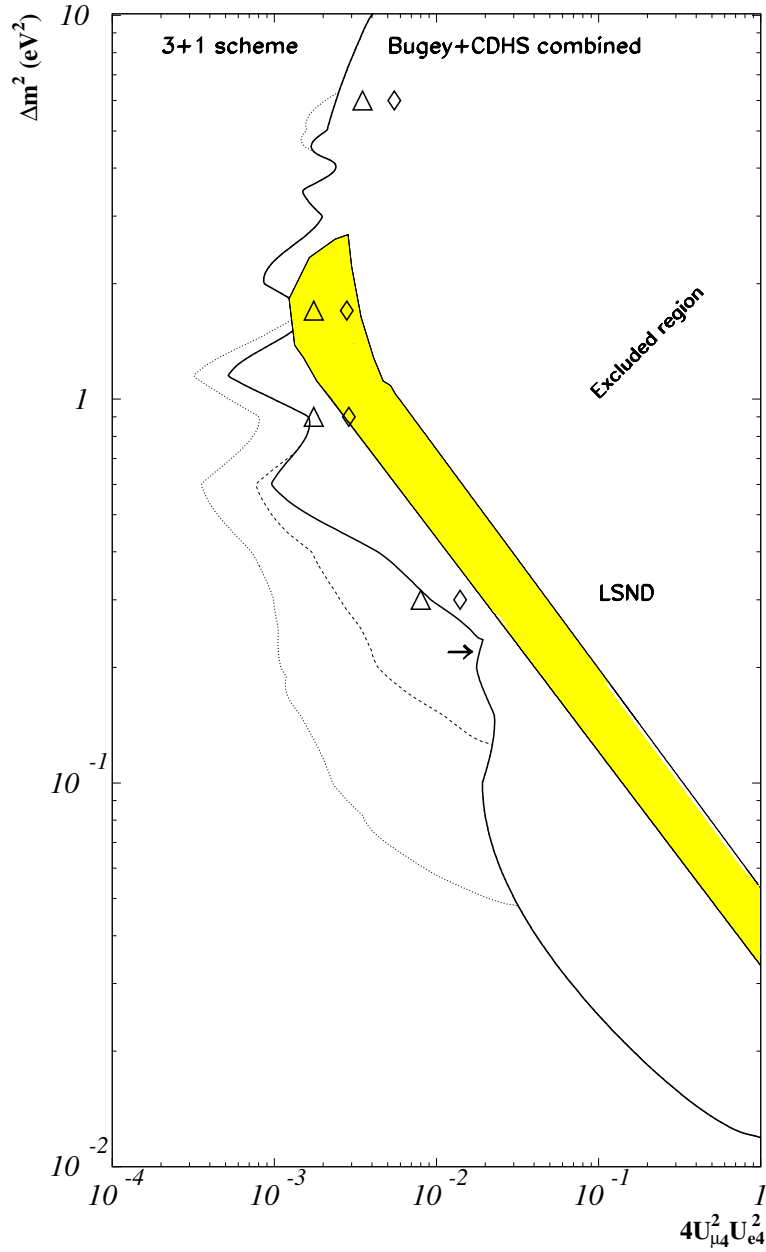 Δm² (eV²)
10
1
10⁻¹
10⁻²
3+1 scheme
Bugey+CDHS combined
Excluded region
LSND
10⁻⁴
10⁻³
10⁻²
10⁻¹
1
4U²μ4U²e4